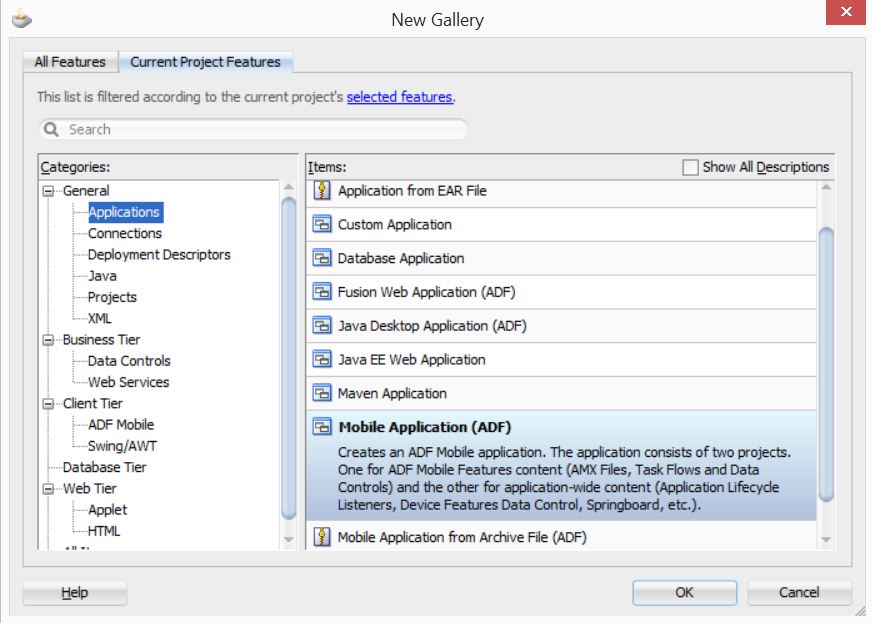 New Gallery
All Features
Current Project Features
This list is filtered according to the current project's selected features.
Search
Categories:
General
Applications
Connections
Deployment Descriptors
Java
Projects
XML
Business Tier
Data Controls
Web Services
Client Tier
ADF Mobile
Swing/AWT
Database Tier
Web Tier
Applet
HTML
Items:
Show All Descriptions
Application from EAR File
Custom Application
Database Application
Fusion Web Application (ADF)
Java Desktop Application (ADF)
Java EE Web Application
Maven Application
Mobile Application (ADF)
Creates an ADF Mobile application. The application consists of two projects.
One for ADF Mobile Features content (AMX Files, Task Flows and Data
Controls) and the other for application-wide content (Application Lifecycle
Listeners, Device Features Data Control, Springboard, etc.).
Mobile Application from Archive File (ADF)
Help
OK
Cancel